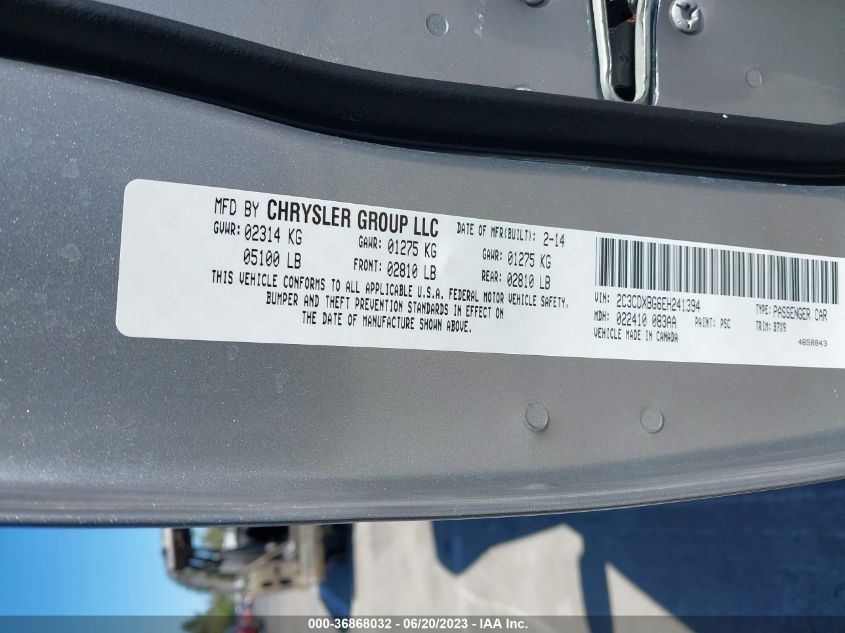 MFD BY CHRYSLER GROUP LLC
DATE OF MFR(BUILT): 2-14
GVWR: 02314 KG
GAWR: 01275 KG
GAWR: 01275 KG
05100 LB
FRONT: 02810 LB
REAR: 02810 LB
THIS VEHICLE CONFORMS TO ALL APPLICABLE U.S.A. FEDERAL MOTOR VEHICLE SAFETY,
BUMPER AND THEFT PREVENTION STANDARDS IN EFFECT ON
THE DATE OF MANUFACTURE SHOWN ABOVE.
VIN: 2C3CDXBG6EH241394
TYPE: PASSENGER CAR
MDH: 022410 083AA
PAINT: PSC
TRIM: B7X9
VEHICLE MADE IN CANADA
4658843
000-36868032 - 06/20/2023 - IAA Inc.